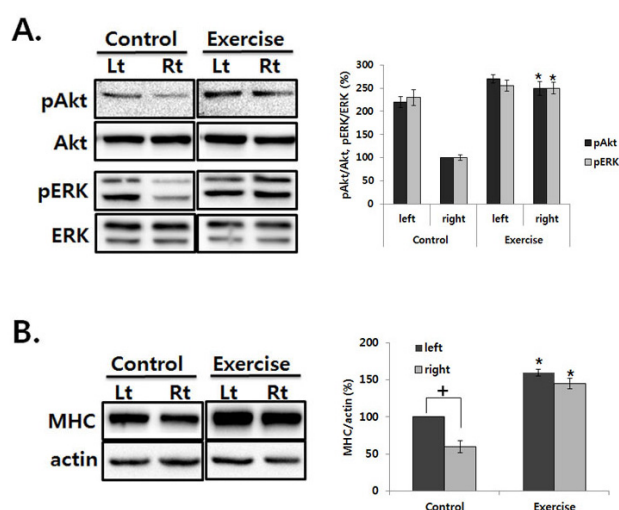 A.
Control Exercise
Lt Rt Lt Rt
pAkt
Akt
pERK
ERK
pAkt/Akt, pERK/ERK (%)
300
250
200
150
100
50
0
* *
left right left right
Control Exercise
pAkt
pERK
B.
Control Exercise
Lt Rt Lt Rt
MHC
actin
MHC/actin (%)
200
150
100
50
0
left
right
+
* *
Control Exercise